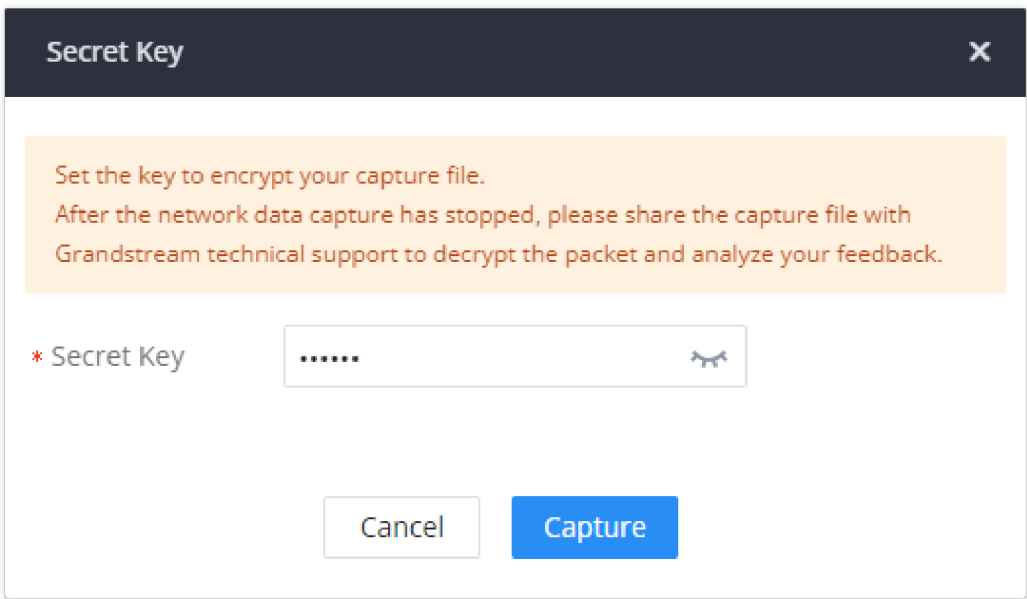 Secret Key
Set the key to encrypt your capture file.
After the network data capture has stopped, please share the capture file with
Grandstream technical support to decrypt the packet and analyze your feedback.
* Secret Key ••••••
Cancel Capture